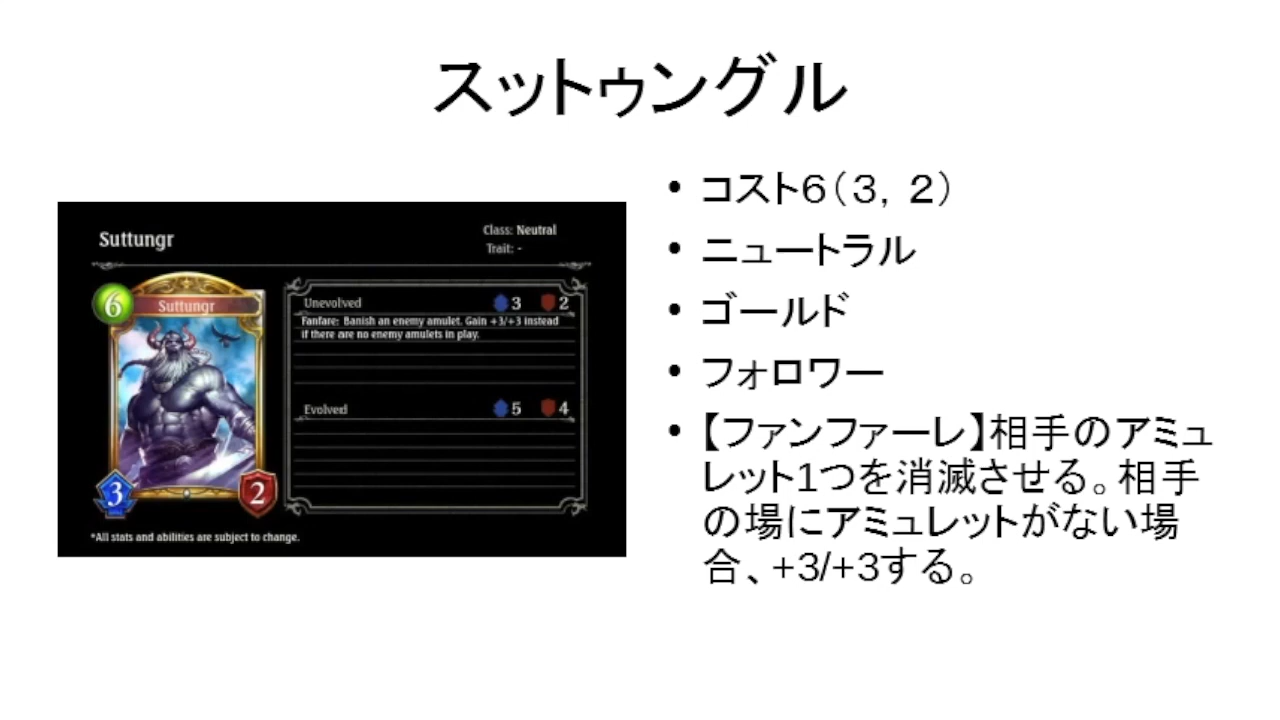 スットゥングル
Suttungr
Class: Neutral
Trait: -
6
Suttungr
3
2
Unevolved 3 2
Fanfare: Banish an enemy amulet. Gain +3/+3 instead
if there are no enemy amulets in play.
Evolved 5 4
*All stats and abilities are subject to change.
• コスト6(3, 2)
• ニュートラル
• ゴールド
• フォロワー
• 【ファンファーレ】相手のアミュ
レット1つを消滅させる。相手
の場にアミュレットがない場
合、+3/+3する。